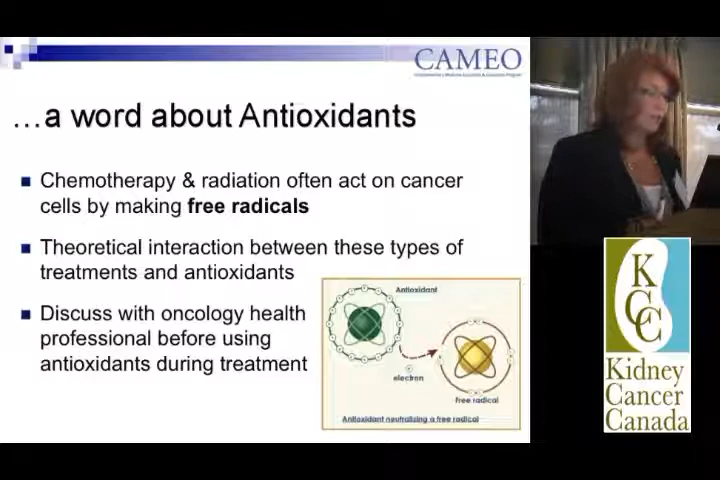 CAMEO
...a word about Antioxidants
Chemotherapy & radiation often act on cancer
cells by making free radicals
Theoretical interaction between these types of
treatments and antioxidants
Discuss with oncology health
professional before using
antioxidants during treatment
Antioxidant
electron
Free radical
Antioxidant neutralizing a free radical
KCC
Kidney
Cancer
Canada